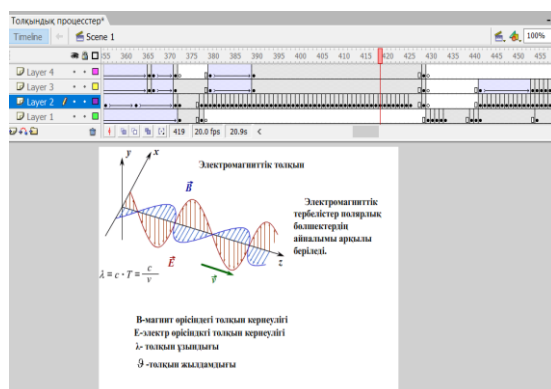 Толқындық процесстер*
Timeline
Scene 1
100%
355 360 365 370 375 380 385 390 395 400 405 410 415 420 425 430 435 440 445 450 455
Layer 4
Layer 3
Layer 2
Layer 1
419 20.0 fps 20.9s
y x
Электромагниттік толқын
B
Электромагниттік
тербелістер полярлық
болшектердің
айналымы арқылы
беріледі.
E
z
v
λ = c · T = c/ν
В-магнит өрісіндегі толқын кернеулігі
Е-электр өрісіндкгі толқын кернеулігі
λ- толқын ұзындығы
ϑ -толқын жылдамдығы